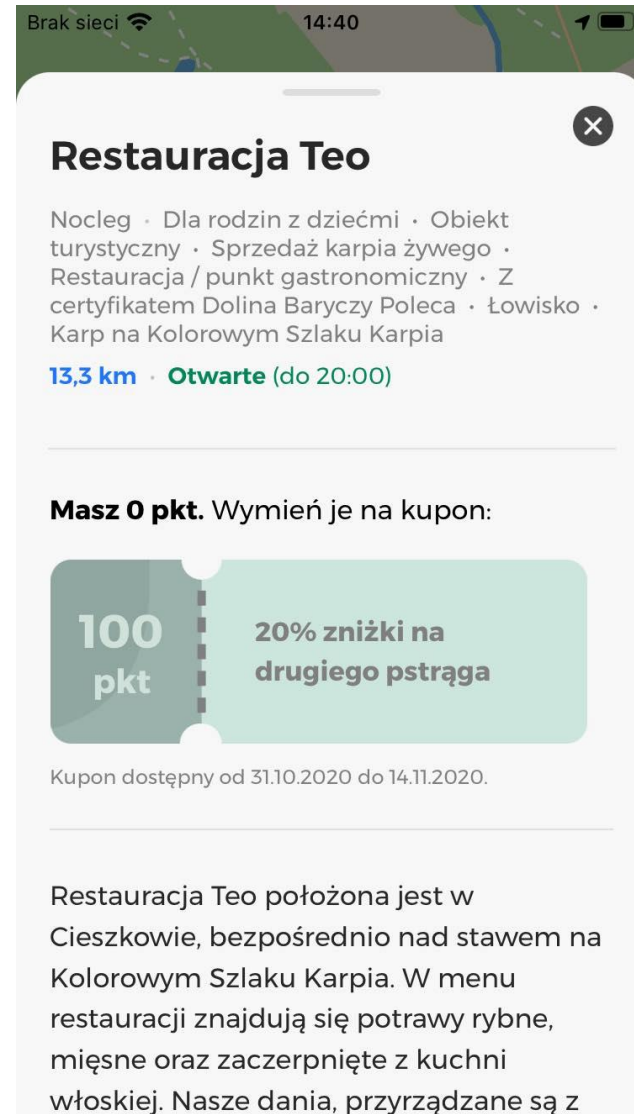 Brak sieci 14:40
Restauracja Teo
Nocleg · Dla rodzin z dziećmi · Obiekt
turystyczny · Sprzedaż karpia żywego ·
Restauracja / punkt gastronomiczny · Z
certyfikatem Dolina Baryczy Poleca · Łowisko ·
Karp na Kolorowym Szlaku Karpia
13,3 km · Otwarte (do 20:00)
Masz 0 pkt. Wymień je na kupon:
100
pkt
20% zniżki na
drugiego pstrąga
Kupon dostępny od 31.10.2020 do 14.11.2020.
Restauracja Teo położona jest w
Cieszkowie, bezpośrednio nad stawem na
Kolorowym Szlaku Karpia. W menu
restauracji znajdują się potrawy rybne,
mięsne oraz zaczerpnięte z kuchni
włoskiej. Nasze dania, przyrządzane są z